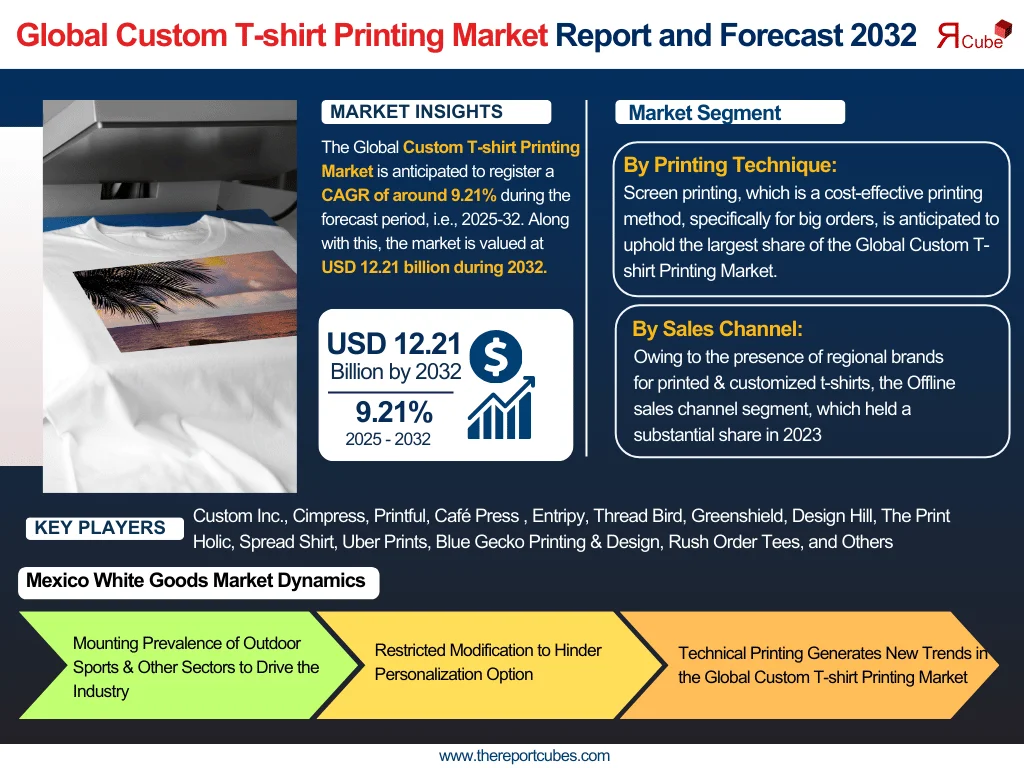 Global Custom T-shirt Printing Market Report and Forecast 2032
ЯCube
MARKET INSIGHTS
The Global Custom T-shirt Printing
Market is anticipated to register a
CAGR of around 9.21% during the
forecast period, i.e., 2025-32. Along
with this, the market is valued at
USD 12.21 billion during 2032.
USD 12.21
Billion by 2032
9.21%
2025 - 2032
$
Market Segment
By Printing Technique:
Screen printing, which is a cost-effective printing
method, specifically for big orders, is anticipated to
uphold the largest share of the Global Custom T-
shirt Printing Market.
By Sales Channel:
Owing to the presence of regional brands
for printed & customized t-shirts, the Offline
sales channel segment, which held a
substantial share in 2023
KEY PLAYERS
Custom Inc., Cimpress, Printful, Café Press , Entripy, Thread Bird, Greenshield, Design Hill, The Print
Holic, Spread Shirt, Uber Prints, Blue Gecko Printing & Design, Rush Order Tees, and Others
Mexico White Goods Market Dynamics
Mounting Prevalence of Outdoor
Sports & Other Sectors to Drive the
Industry
Restricted Modification to Hinder
Personalization Option
Technical Printing Generates New Trends in
the Global Custom T-shirt Printing Market
www.thereportcubes.com